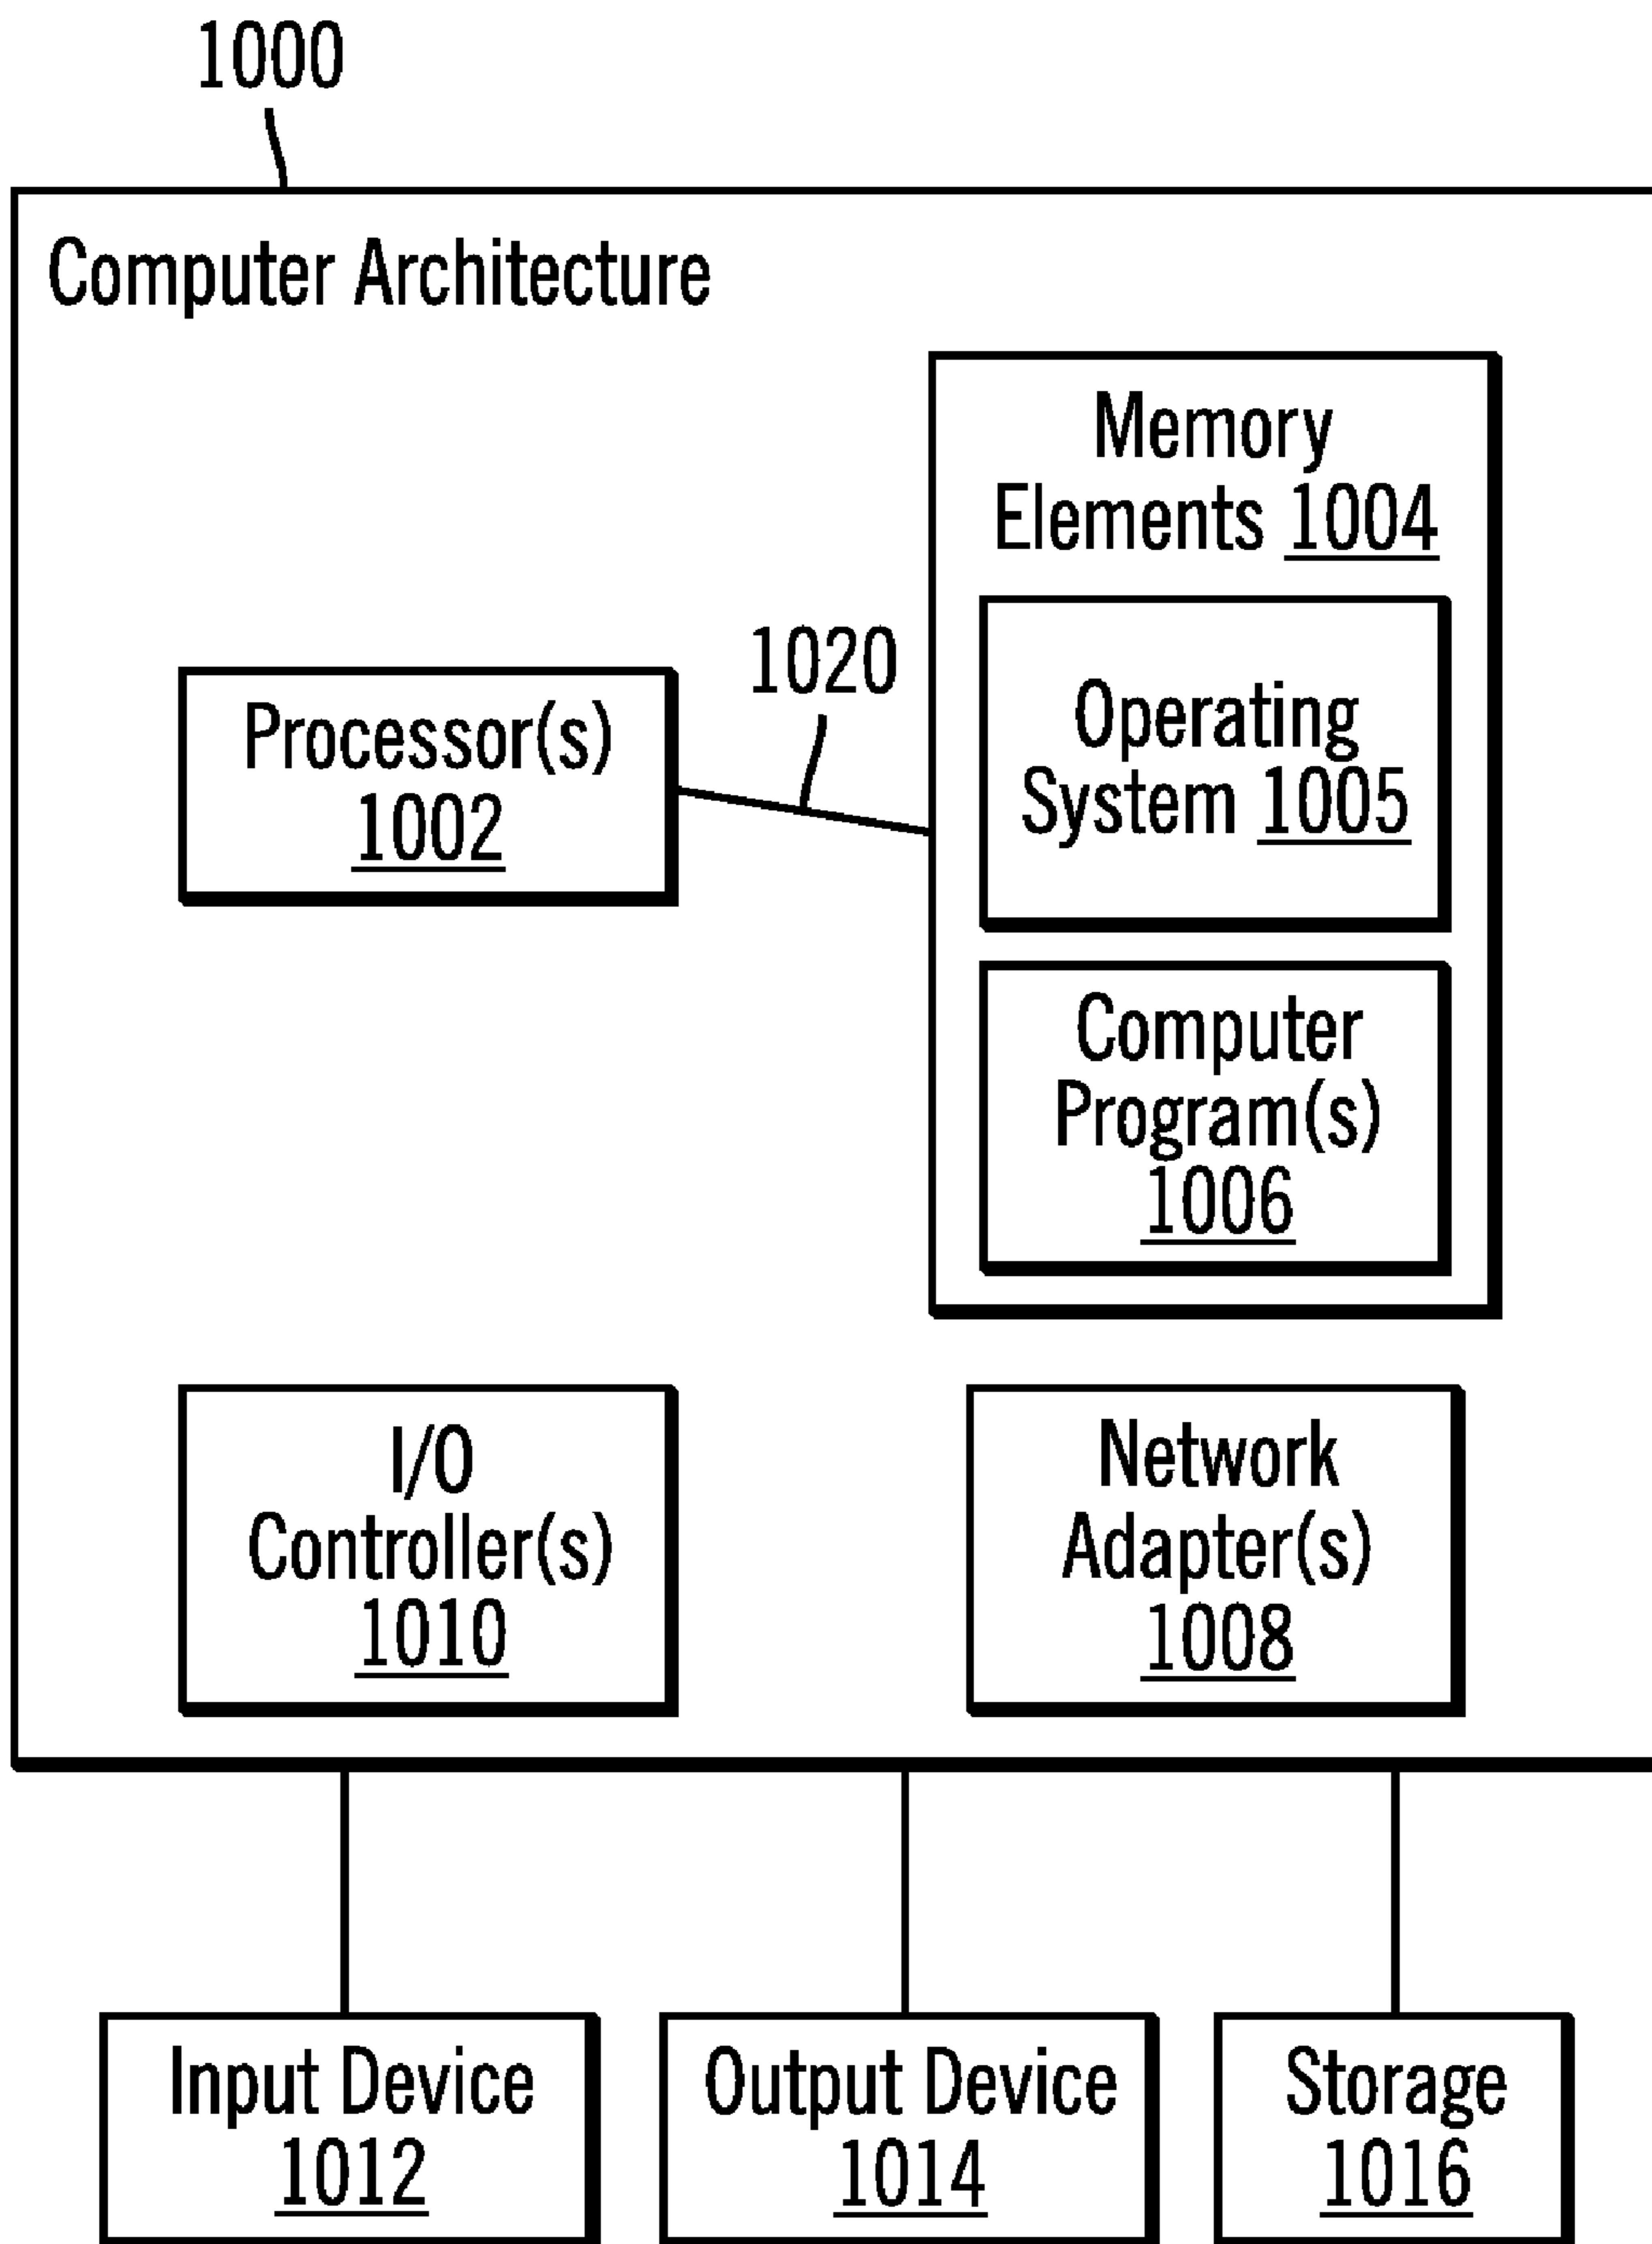 1000
Computer Architecture
Memory
Elements 1004
Operating
System 1005
1020
Processor(s)
1002
Computer
Program(s)
1006
I/O
Controller(s)
1010
Network
Adapter(s)
1008
Input Device
1012
Output Device
1014
Storage
1016